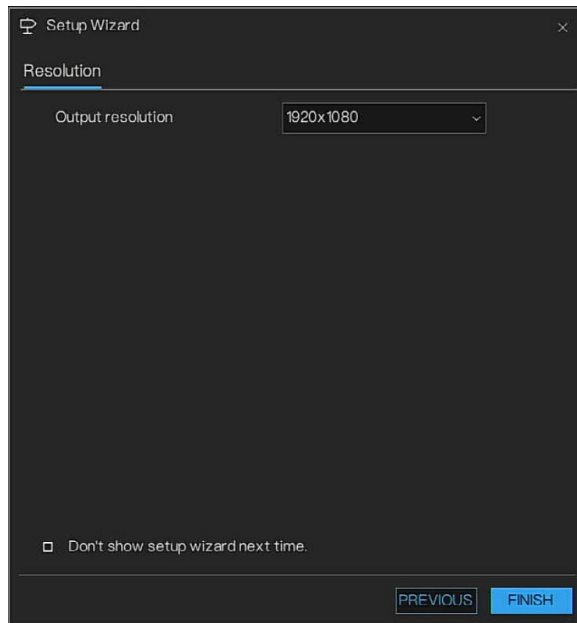 Setup Wizard
Resolution
Output resolution 1920x1080
Don't show setup wizard next time.
PREVIOUS FINISH